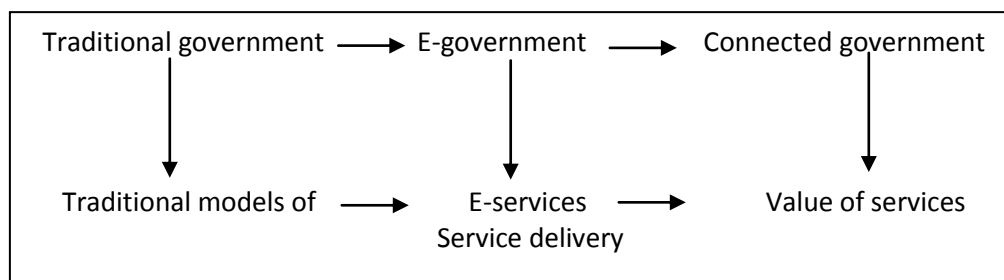 Traditional government E-government Connected government
Traditional models of E-services Value of services
Service delivery